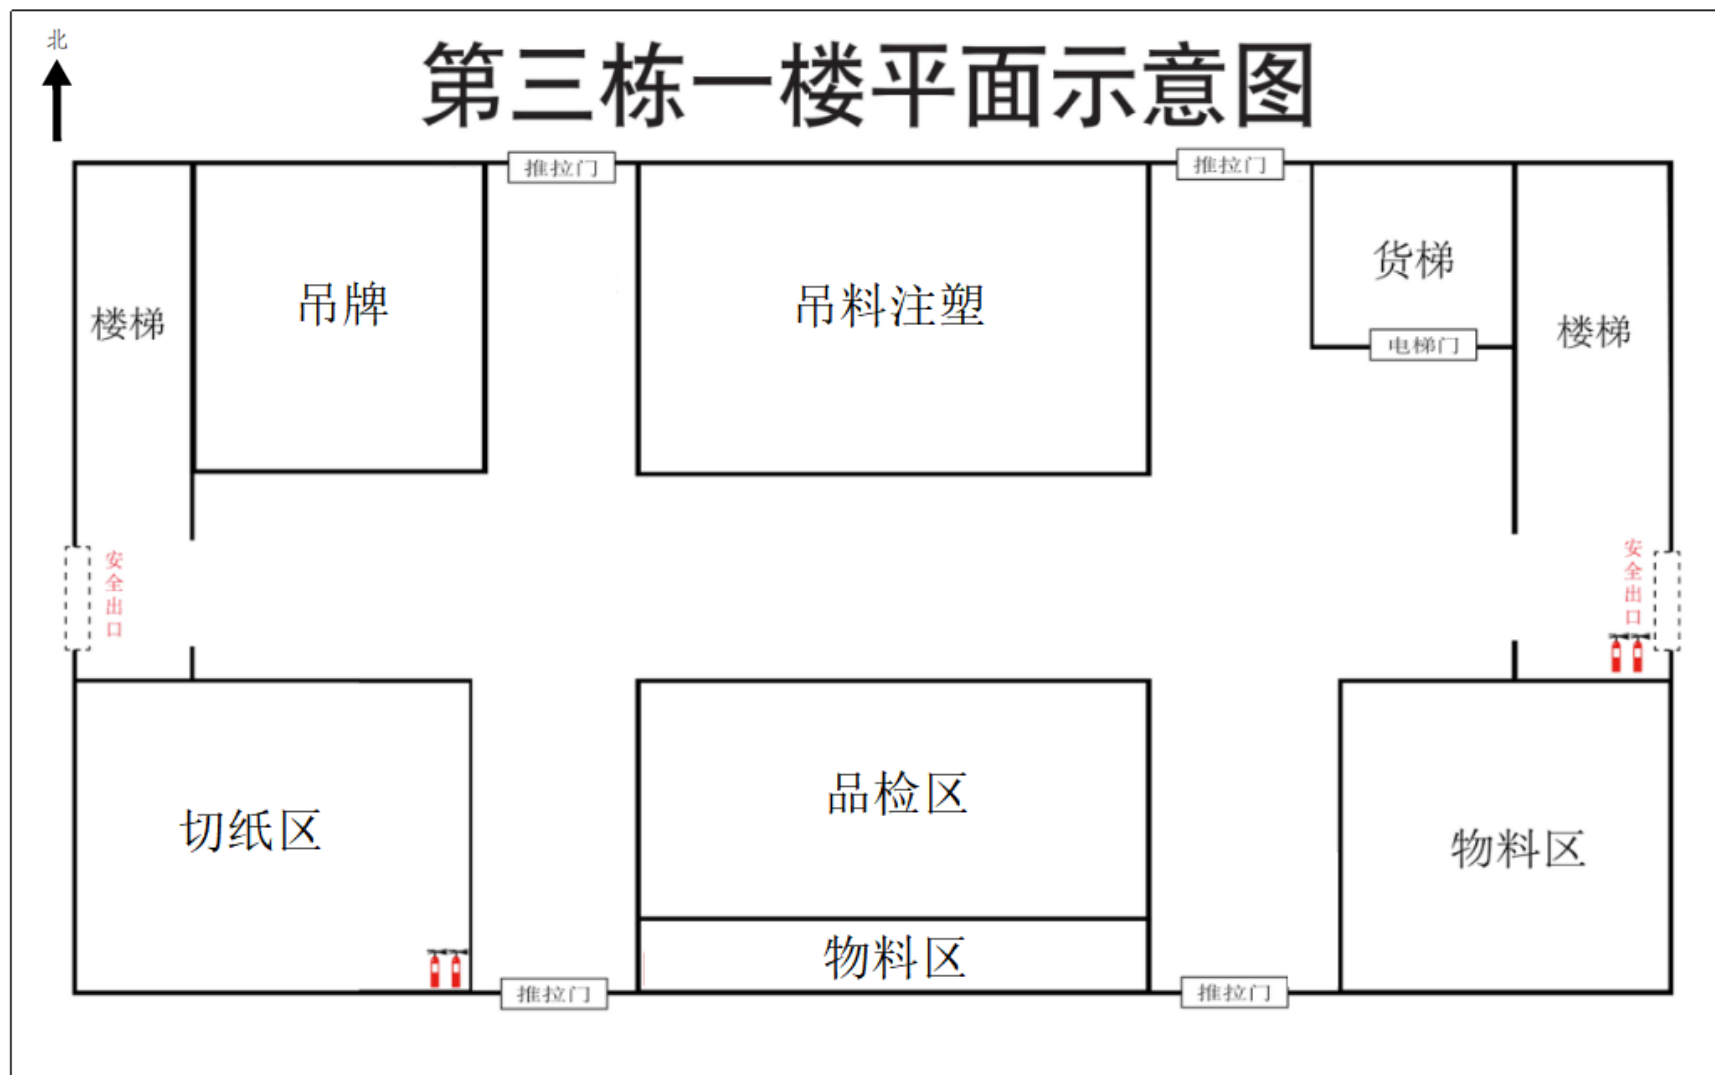 北
第三栋一楼平面示意图
推拉门
推拉门
楼梯
吊牌
吊料注塑
货梯
电梯门
楼梯
安全出口
安全出口
切纸区
品检区
物料区
物料区
推拉门
推拉门